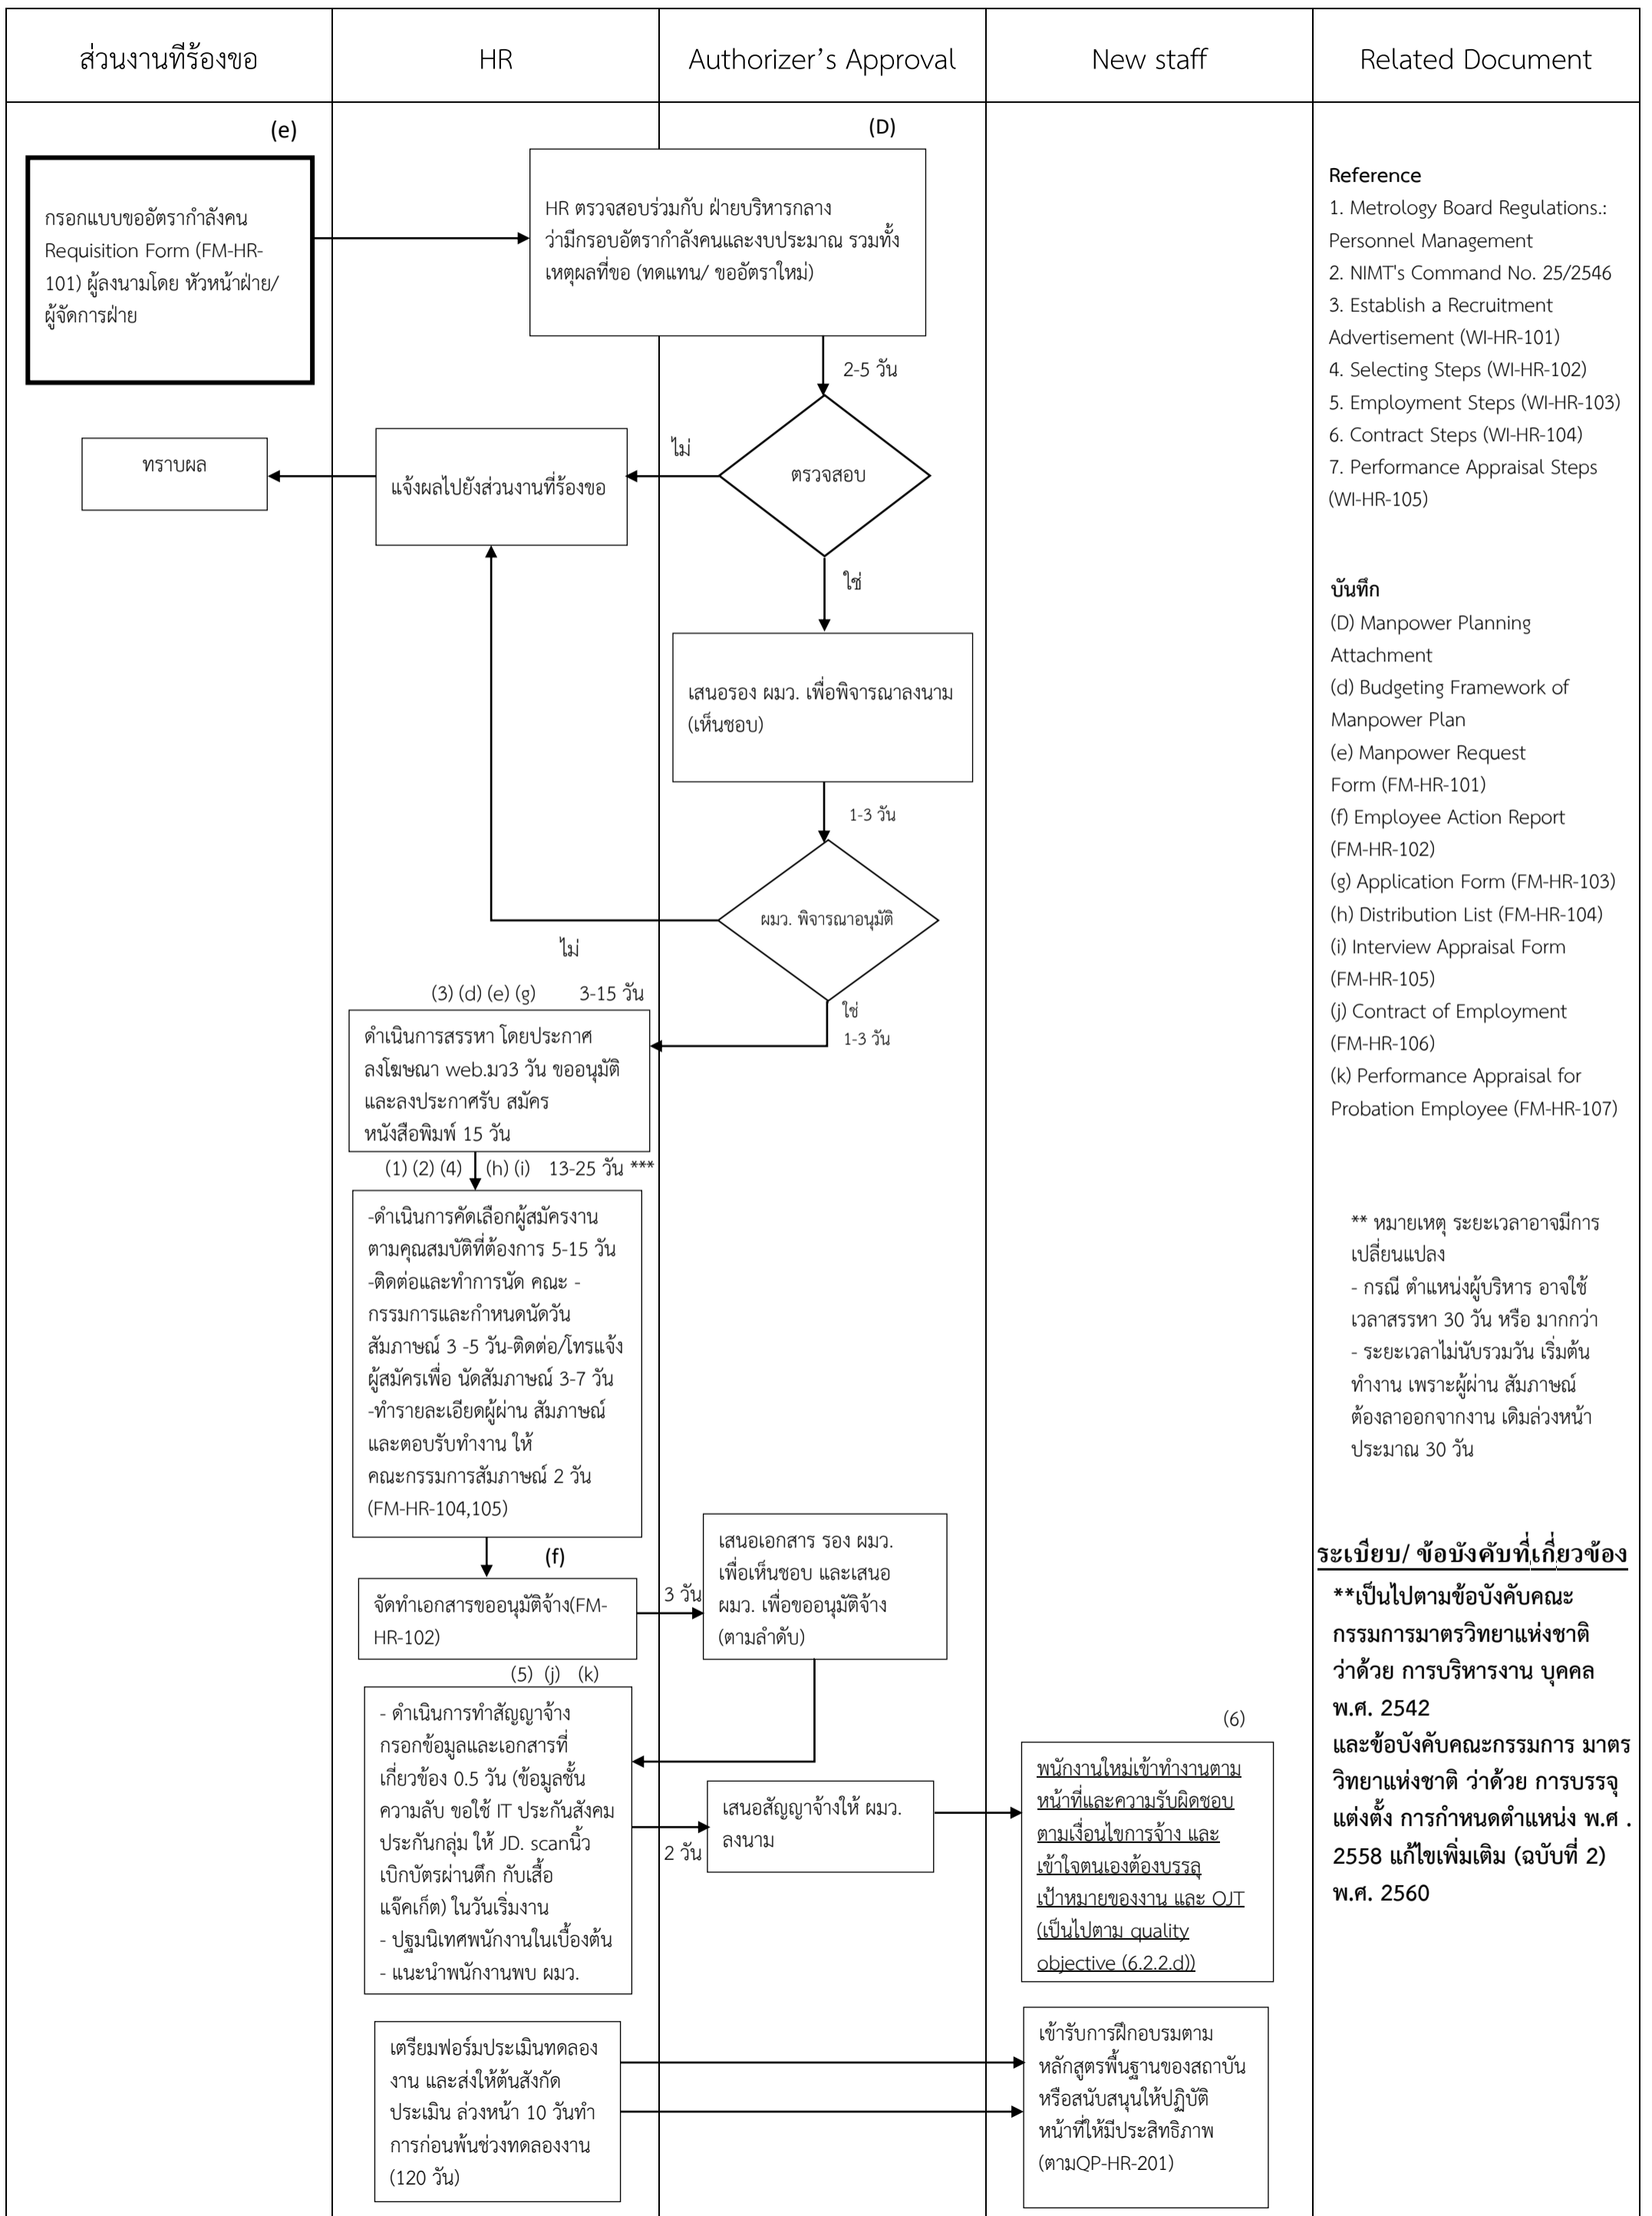 ส่วนงานที่ร้องขอ
HR
Authorizer's Approval
New staff
Related Document
(e)
(D)
กรอกแบบขออัตรากำลังคน
Requisition Form (FM-HR-
101) ผู้ลงนามโดย หัวหน้าฝ่าย/
ผู้จัดการฝ่าย
HR ตรวจสอบร่วมกับ ฝ่ายบริหารกลาง
ว่ามีกรอบอัตรากำลังคนและงบประมาณ รวมทั้ง
เหตุผลที่ขอ (ทดแทน/ ขออัตราใหม่)
2-5 วัน
ตรวจสอบ
ไม่
แจ้งผลไปยังส่วนงานที่ร้องขอ
ทราบผล
ใช่
เสนอรอง ผมว. เพื่อพิจารณาลงนาม
(เห็นชอบ)
1-3 วัน
ผมว. พิจารณาอนุมัติ
ไม่
ใช่
1-3 วัน
(3) (d) (e) (g) 3-15 วัน
ดำเนินการสรรหา โดยประกาศ
ลงโฆษณา web.มว3 วัน ขออนุมัติ
และลงประกาศรับ สมัคร
หนังสือพิมพ์ 15 วัน
(1) (2) (4) (h) (i) 13-25 วัน ***
-ดำเนินการคัดเลือกผู้สมัครงาน
ตามคุณสมบัติที่ต้องการ 5-15 วัน
-ติดต่อและทำการนัด คณะ -
กรรมการและกำหนดนัดวัน
สัมภาษณ์ 3 -5 วัน-ติดต่อ/โทรแจ้ง
ผู้สมัครเพื่อ นัดสัมภาษณ์ 3-7 วัน
-ทำรายละเอียดผู้ผ่าน สัมภาษณ์
และตอบรับทำงาน ให้
คณะกรรมการสัมภาษณ์ 2 วัน
(FM-HR-104,105)
(f)
จัดทำเอกสารขออนุมัติจ้าง(FM-
HR-102)
3 วัน
เสนอเอกสาร รอง ผมว.
เพื่อเห็นชอบ และเสนอ
ผมว. เพื่อขออนุมัติจ้าง
(ตามลำดับ)
(5) (j) (k)
- ดำเนินการทำสัญญาจ้าง
กรอกข้อมูลและเอกสารที่
เกี่ยวข้อง 0.5 วัน (ข้อมูลชั้น
ความลับ ขอใช้ IT ประกันสังคม
ประกันกลุ่ม ให้ JD. scanนิ้ว
เบิกบัตรผ่านตึก กับเสื้อ
แจ๊คเก็ต) ในวันเริ่มงาน
- ปฐมนิเทศพนักงานในเบื้องต้น
- แนะนำพนักงานพบ ผมว.
2 วัน
เสนอสัญญาจ้างให้ ผมว.
ลงนาม
(6)
พนักงานใหม่เข้าทำงานตาม
หน้าที่และความรับผิดชอบ
ตามเงื่อนไขการจ้าง และ
เข้าใจตนเองต้องบรรลุ
เป้าหมายของงาน และ OJT
(เป็นไปตาม quality
objective (6.2.2.d))
เตรียมฟอร์มประเมินทดลอง
งาน และส่งให้ต้นสังกัด
ประเมิน ล่วงหน้า 10 วันทำ
การก่อนพ้นช่วงทดลองงาน
(120 วัน)
เข้ารับการฝึกอบรมตาม
หลักสูตรพื้นฐานของสถาบัน
หรือสนับสนุนให้ปฏิบัติ
หน้าที่ให้มีประสิทธิภาพ
(ตามQP-HR-201)
Reference
1. Metrology Board Regulations.:
Personnel Management
2. NIMT's Command No. 25/2546
3. Establish a Recruitment
Advertisement (WI-HR-101)
4. Selecting Steps (WI-HR-102)
5. Employment Steps (WI-HR-103)
6. Contract Steps (WI-HR-104)
7. Performance Appraisal Steps
(WI-HR-105)
บันทึก
(D) Manpower Planning
Attachment
(d) Budgeting Framework of
Manpower Plan
(e) Manpower Request
Form (FM-HR-101)
(f) Employee Action Report
(FM-HR-102)
(g) Application Form (FM-HR-103)
(h) Distribution List (FM-HR-104)
(i) Interview Appraisal Form
(FM-HR-105)
(j) Contract of Employment
(FM-HR-106)
(k) Performance Appraisal for
Probation Employee (FM-HR-107)
** หมายเหตุ ระยะเวลาอาจมีการ
เปลี่ยนแปลง
- กรณี ตำแหน่งผู้บริหาร อาจใช้
เวลาสรรหา 30 วัน หรือ มากกว่า
- ระยะเวลาไม่นับรวมวัน เริ่มต้น
ทำงาน เพราะผู้ผ่าน สัมภาษณ์
ต้องลาออกจากงาน เดิมล่วงหน้า
ประมาณ 30 วัน
ระเบียบ/ ข้อบังคับที่เกี่ยวข้อง
**เป็นไปตามข้อบังคับคณะ
กรรมการมาตรวิทยาแห่งชาติ
ว่าด้วย การบริหารงาน บุคคล
พ.ศ. 2542
และข้อบังคับคณะกรรมการ มาตร
วิทยาแห่งชาติ ว่าด้วย การบรรจุ
แต่งตั้ง การกำหนดตำแหน่ง พ.ศ .
2558 แก้ไขเพิ่มเติม (ฉบับที่ 2)
พ.ศ. 2560